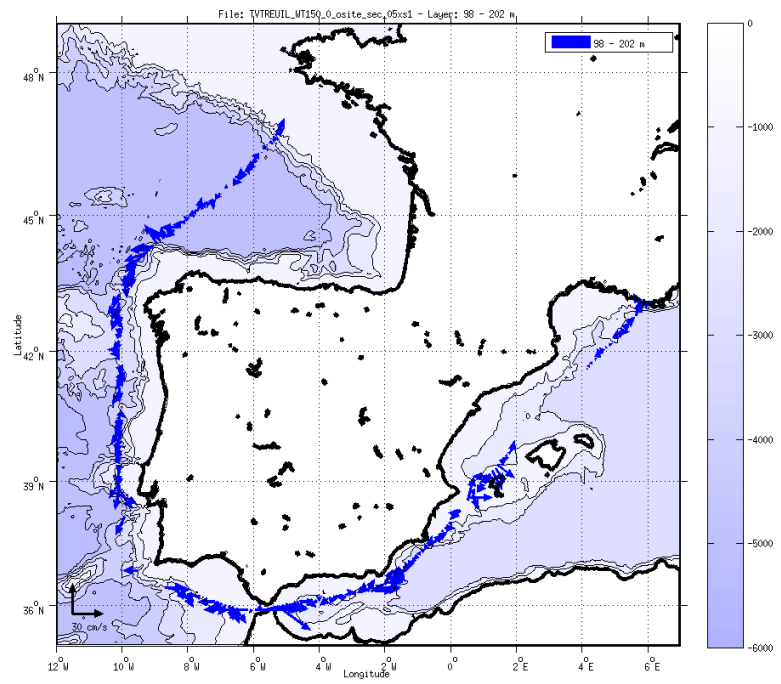 File: TVTREUIL_WT150_0_osite_sec_05xs1 - Layer: 98 - 202 m
98 - 202 m
48°N
45°N
42°N
39°N
36°N
Latitude
30 cm/s
12°W
10°W
8°W
6°W
4°W
2°W
0°
2°E
4°E
6°E
Longitude
0
-1000
-2000
-3000
-4000
-5000
-6000